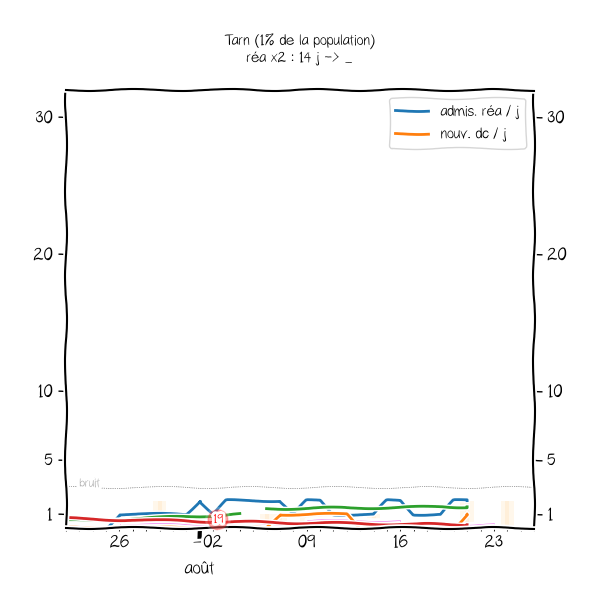 Tarn (1% de la population)
réa x2 : 14 j -> _
admis. réa / j
nouv. dc / j
30
30
20
20
10
10
5
5
bruit
1
1
19
26
02
09
16
23
août